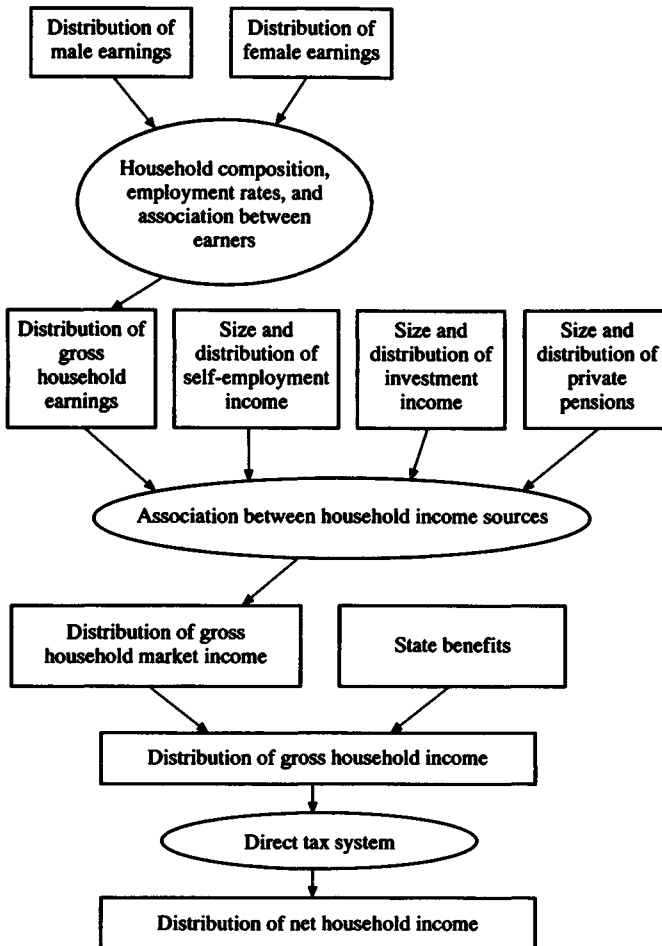 Distribution of
male earnings
Distribution of
female earnings
Household composition,
employment rates, and
association between
earners
Distribution of
gross
household
earnings
Size and
distribution of
self-employment
income
Size and
distribution of
investment
income
Size and
distribution of
private
pensions
Association between household income sources
Distribution of gross
household market income
State benefits
Distribution of gross household income
Direct tax system
Distribution of net household income